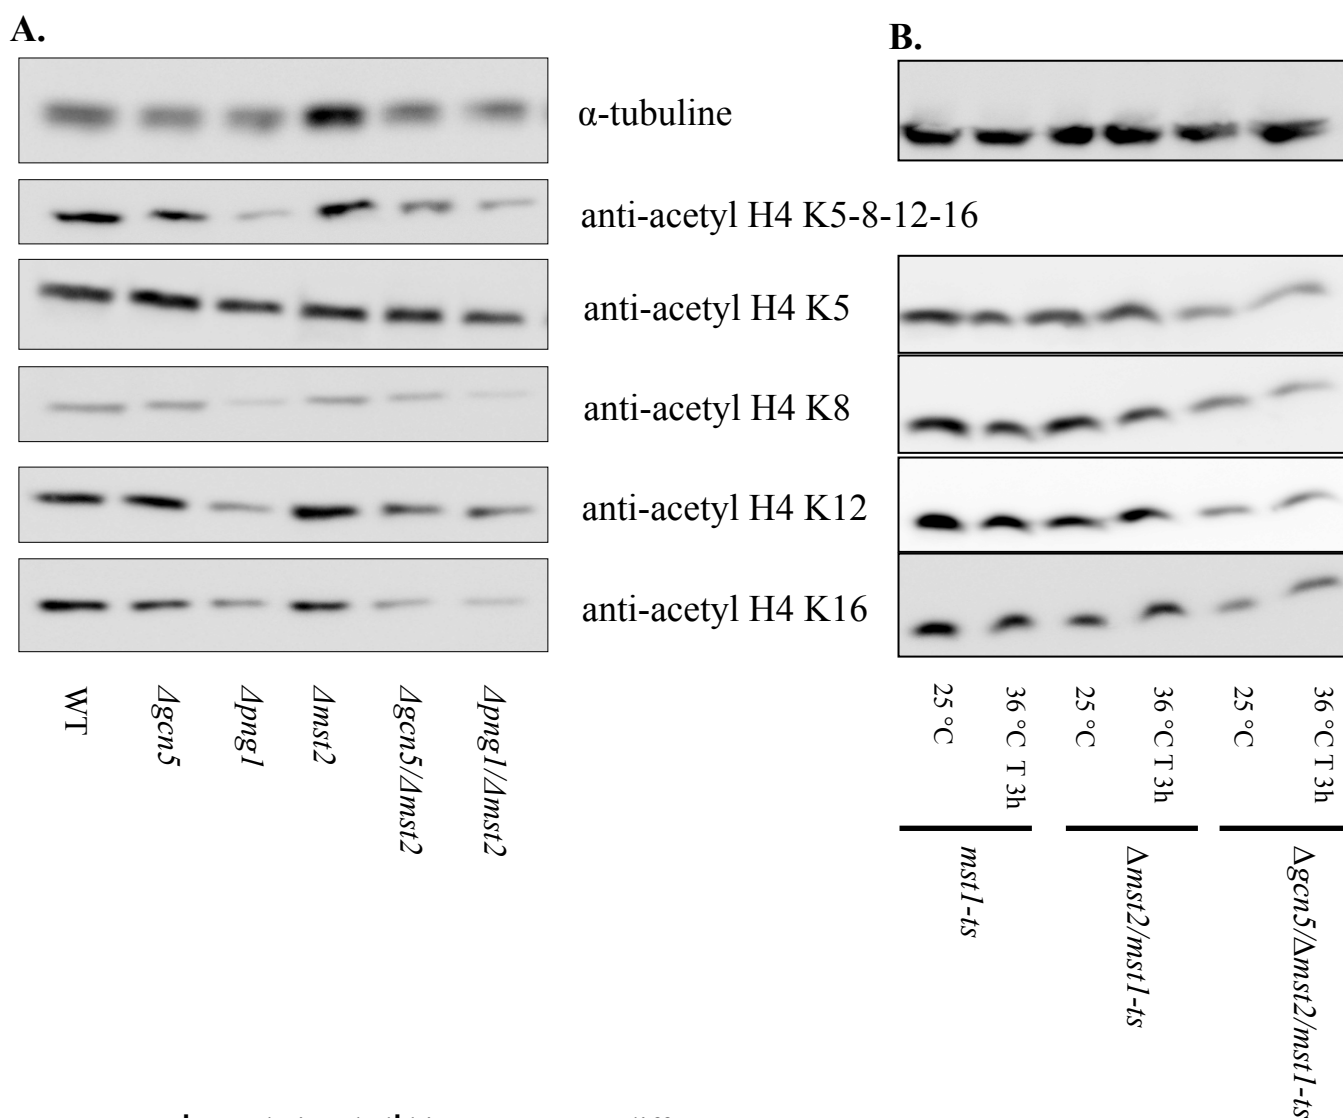 A.
B.
α-tubuline
anti-acetyl H4 K5-8-12-16
anti-acetyl H4 K5
anti-acetyl H4 K8
anti-acetyl H4 K12
anti-acetyl H4 K16
WT
Δgcn5
Δpng1
Δmst2
Δgcn5/Δmst2
Δpng1/Δmst2
25 °C
36 °C T 3h
25 °C
36 °C T 3h
25 °C
36 °C T 3h
mst1-ts
Δmst2/mst1-ts
Δgcn5/Δmst2/mst1-ts